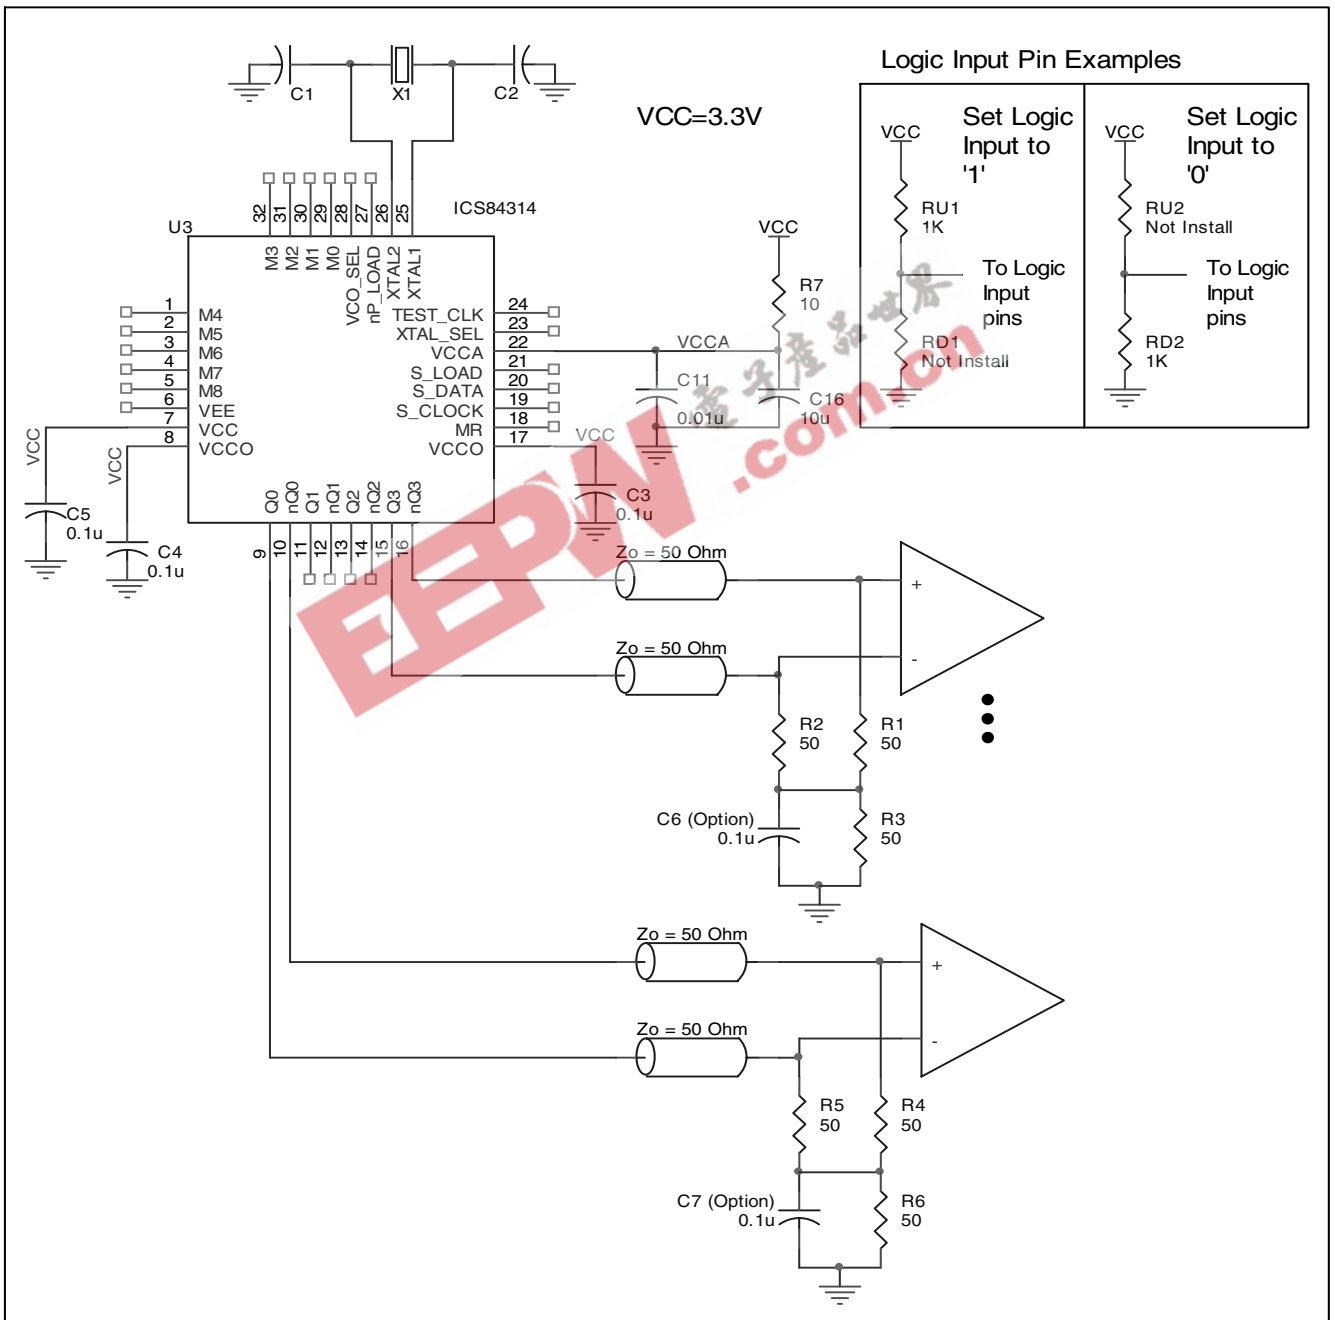 C1
X1
C2
VCC=3.3V
Logic Input Pin Examples
VCC
Set Logic
Input to
'1'
RU1
1K
To Logic
Input
pins
RD1
Not Install
VCC
Set Logic
Input to
'0'
RU2
Not Install
To Logic
Input
pins
RD2
1K
U3
ICS84314
32
31
30
29
28
27
26
25
M3
M2
M1
M0
VCO_SEL
nP_LOAD
XTAL2
XTAL1
1
M4
2
M5
3
M6
4
M7
5
M8
6
VEE
7
VCC
8
VCCO
24
TEST_CLK
23
XTAL_SEL
22
VCCA
21
S_LOAD
20
S_DATA
19
S_CLOCK
18
MR
17
VCCO
Q0
nQ0
Q1
nQ1
Q2
nQ2
Q3
nQ3
9
10
11
12
13
14
15
16
VCC
C5
0.1u
VCC
C4
0.1u
VCC
C3
0.1u
VCC
R7
10
VCCA
C11
0.01u
C16
10u
電子產品世界
EEPW
.com.cn
Zo = 50 Ohm
+
Zo = 50 Ohm
-
R2
50
R1
50
C6 (Option)
0.1u
R3
50
Zo = 50 Ohm
+
Zo = 50 Ohm
-
R5
50
R4
50
C7 (Option)
0.1u
R6
50